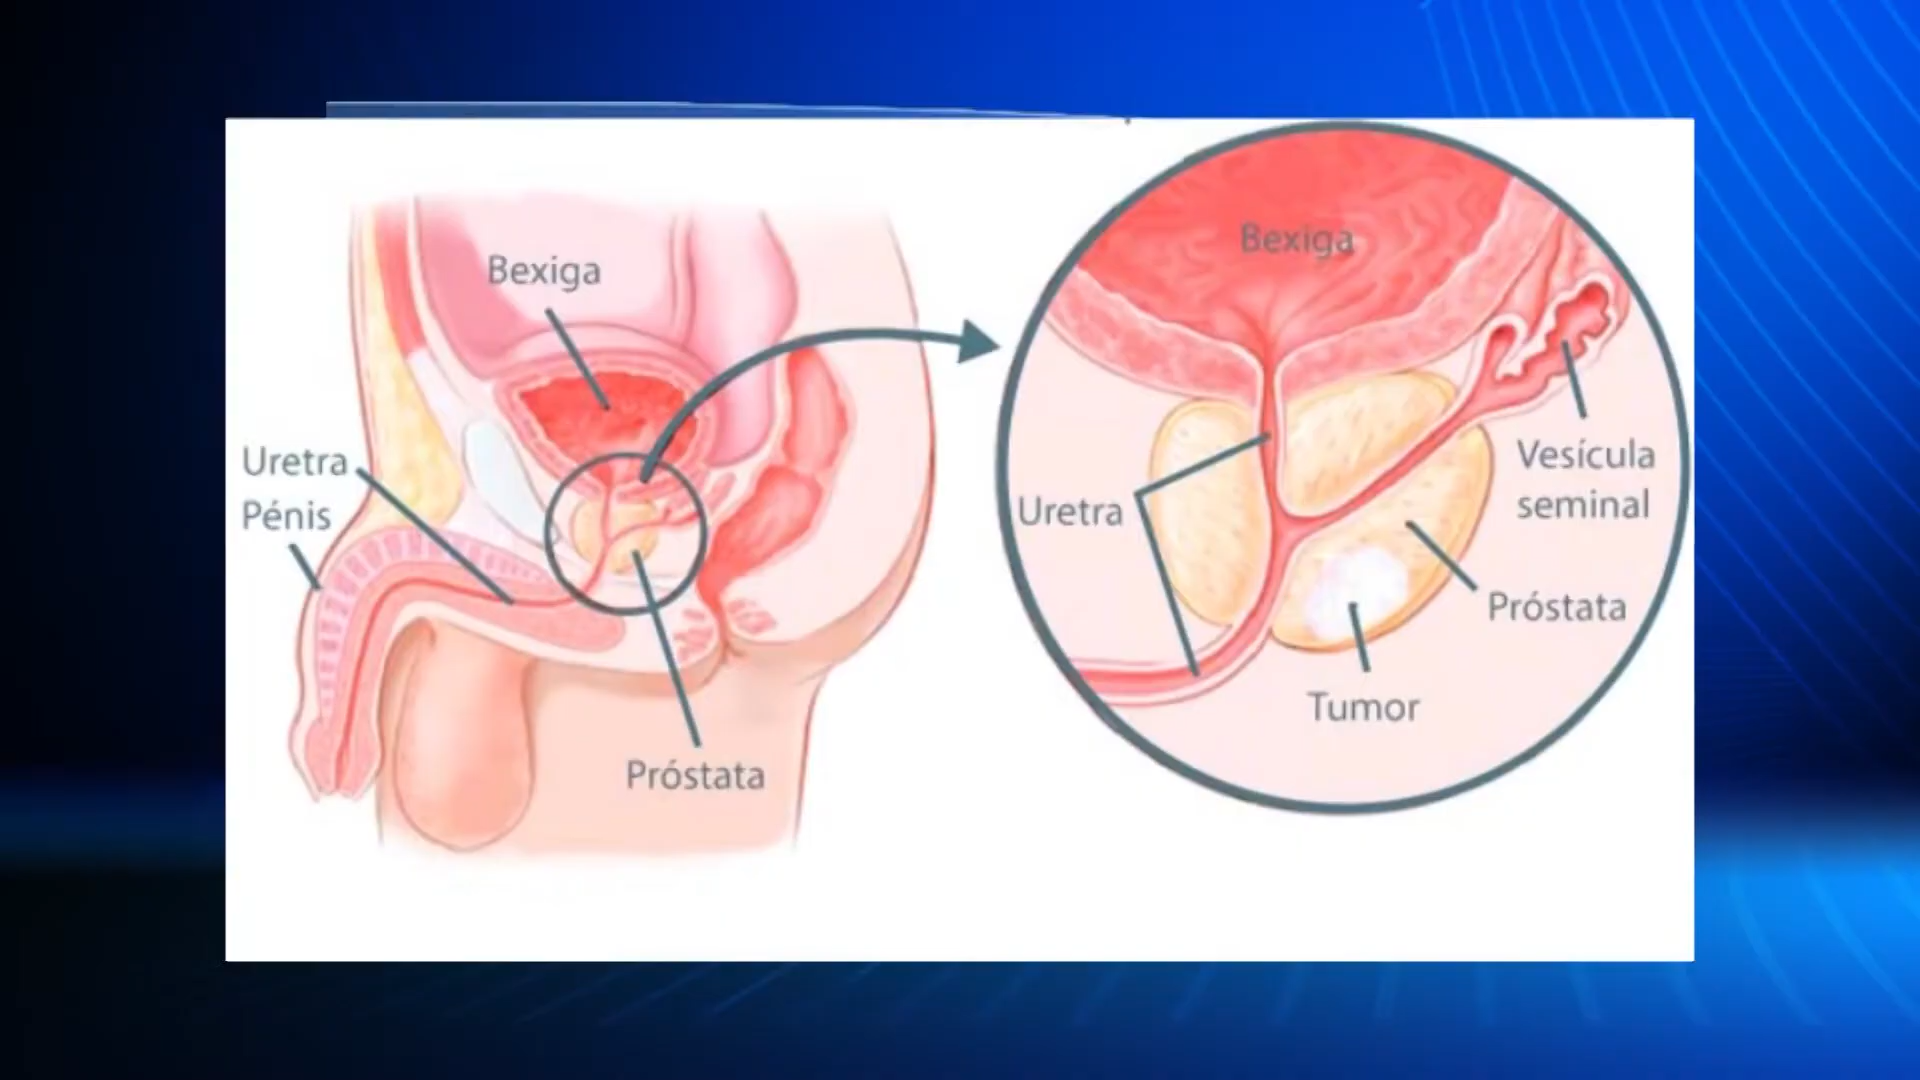 Bexiga
Uretra
Pénis
Próstata
Bexiga
Uretra
Vesícula
seminal
Próstata
Tumor